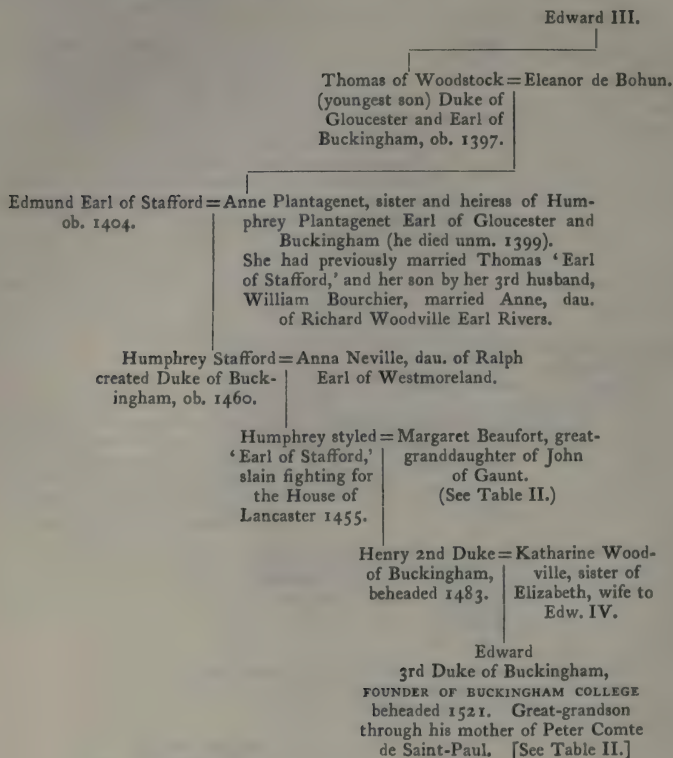 Edward III.
Thomas of Woodstock = Eleanor de Bohun.
(youngest son) Duke of
Gloucester and Earl of
Buckingham, ob. 1397.
Edmund Earl of Stafford = Anne Plantagenet, sister and heiress of Hum-
ob. 1404.
phrey Plantagenet Earl of Gloucester and
Buckingham (he died unm. 1399).
She had previously married Thomas ‘Earl
of Stafford,’ and her son by her 3rd husband,
William Bourchier, married Anne, dau.
of Richard Woodville Earl Rivers.
Humphrey Stafford = Anna Neville, dau. of Ralph
created Duke of Buck-
ingham, ob. 1460.
Earl of Westmoreland.
Humphrey styled = Margaret Beaufort, great-
‘Earl of Stafford,’
slain fighting for
the House of
Lancaster 1455.
granddaughter of John
of Gaunt.
(See Table II.)
Henry 2nd Duke = Katharine Wood-
of Buckingham,
beheaded 1483.
ville, sister of
Elizabeth, wife to
Edw. IV.
Edward
3rd Duke of Buckingham,
FOUNDER OF BUCKINGHAM COLLEGE
beheaded 1521. Great-grandson
through his mother of Peter Comte
de Saint-Paul. [See Table II.]